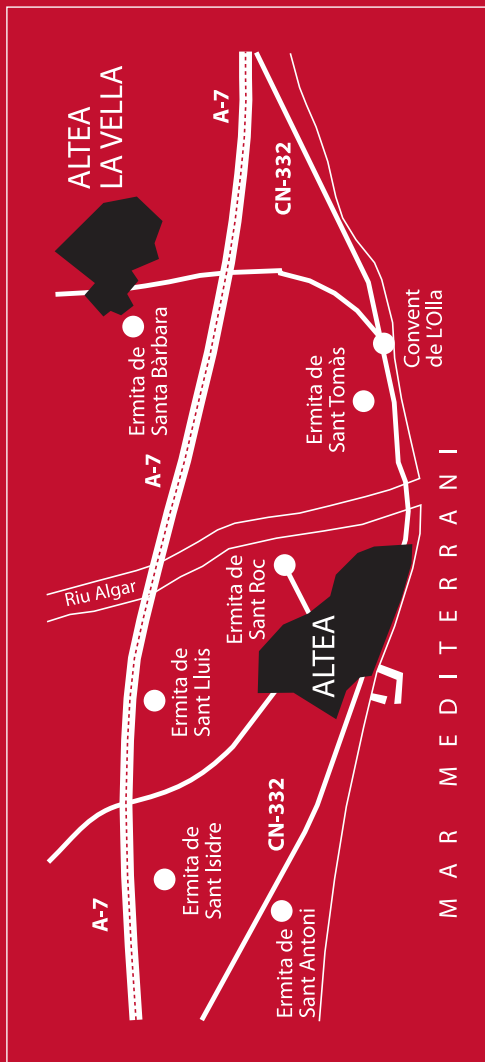 ALTEA
LA VELLA
A-7
CN-332
Ermita de
Santa Bàrbara
A-7
Ermita de
Sant Tomàs
Convent
de L'Olla
Riu Algar
Ermita de
Sant Roc
ALTEA
Ermita de
Sant Lluis
CN-332
Ermita de
Sant Isidre
A-7
Ermita de
Sant Antoni
MAR MEDITERRANI